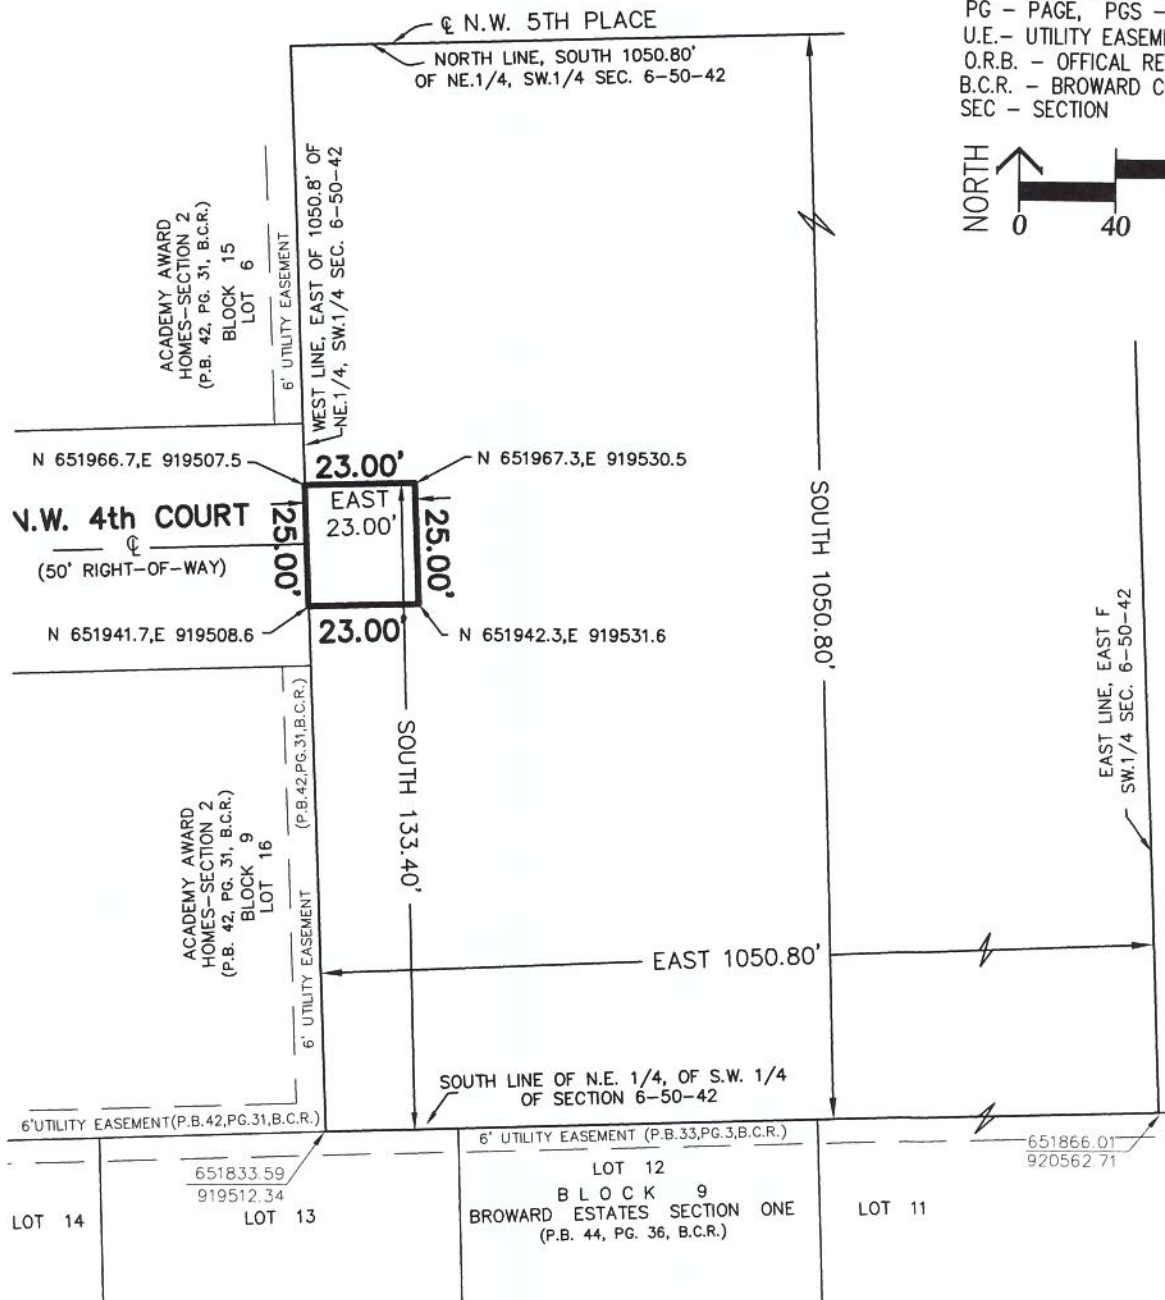 ℄ N.W. 5TH PLACE
NORTH LINE, SOUTH 1050.80'
OF NE.1/4, SW.1/4 SEC. 6-50-42
PG - PAGE, PGS -
U.E.- UTILITY EASEM
O.R.B. - OFFICAL RE
B.C.R. - BROWARD C
SEC - SECTION
NORTH
0
40
ACADEMY AWARD
HOMES-SECTION 2
(P.B. 42, PG. 31, B.C.R.)
BLOCK 15
LOT 6
6' UTILITY EASEMENT
WEST LINE, EAST OF 1050.8' OF
NE.1/4, SW.1/4 SEC. 6-50-42
N 651966.7,E 919507.5
23.00'
N 651967.3,E 919530.5
EAST
23.00'
N.W. 4th COURT
℄
(50' RIGHT-OF-WAY)
25.00'
25.00'
N 651941.7,E 919508.6
23.00
N 651942.3,E 919531.6
SOUTH 1050.80'
SOUTH 133.40'
EAST LINE, EAST F
SW.1/4 SEC. 6-50-42
(P.B.42,PG.31,B.C.R.)
6' UTILITY EASEMENT
ACADEMY AWARD
HOMES-SECTION 2
(P.B. 42, PG. 31, B.C.R.)
BLOCK 9
LOT 16
EAST 1050.80'
SOUTH LINE OF N.E. 1/4, OF S.W. 1/4
OF SECTION 6-50-42
6'UTILITY EASEMENT(P.B.42,PG.31,B.C.R.)
6' UTILITY EASEMENT (P.B.33,PG.3,B.C.R.)
651833.59
919512.34
651866.01
920562.71
LOT 14
LOT 13
LOT 12
BLOCK 9
BROWARD ESTATES SECTION ONE
(P.B. 44, PG. 36, B.C.R.)
LOT 11